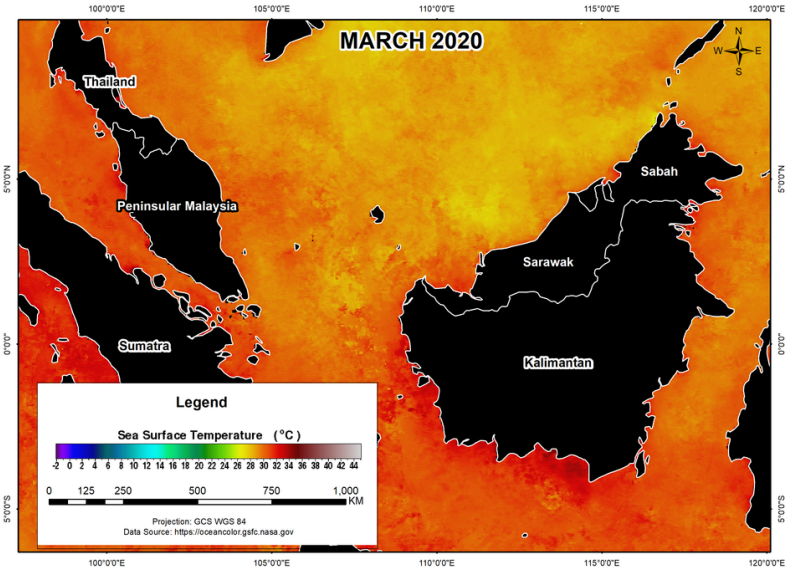 100°0'0"E 105°0'0"E 110°0'0"E 115°0'0"E 120°0'0"E
MARCH 2020
N
W E
S
Thailand
Sabah
5°0'0"N 5°0'0"N
Peninsular Malaysia
Sarawak
0°0'0" 0°0'0"
Sumatra
Kalimantan
Legend
Sea Surface Temperature (°C)
-2 0 2 4 6 8 10 12 14 16 18 20 22 24 26 28 30 32 34 36 38 40 42 44
0 125 250 500 750 1,000
KM
5°0'0"S 5°0'0"S
Projection: GCS WGS 84
Data Source: https://oceancolor.gsfc.nasa.gov
100°0'0"E 105°0'0"E 110°0'0"E 115°0'0"E 120°0'0"E